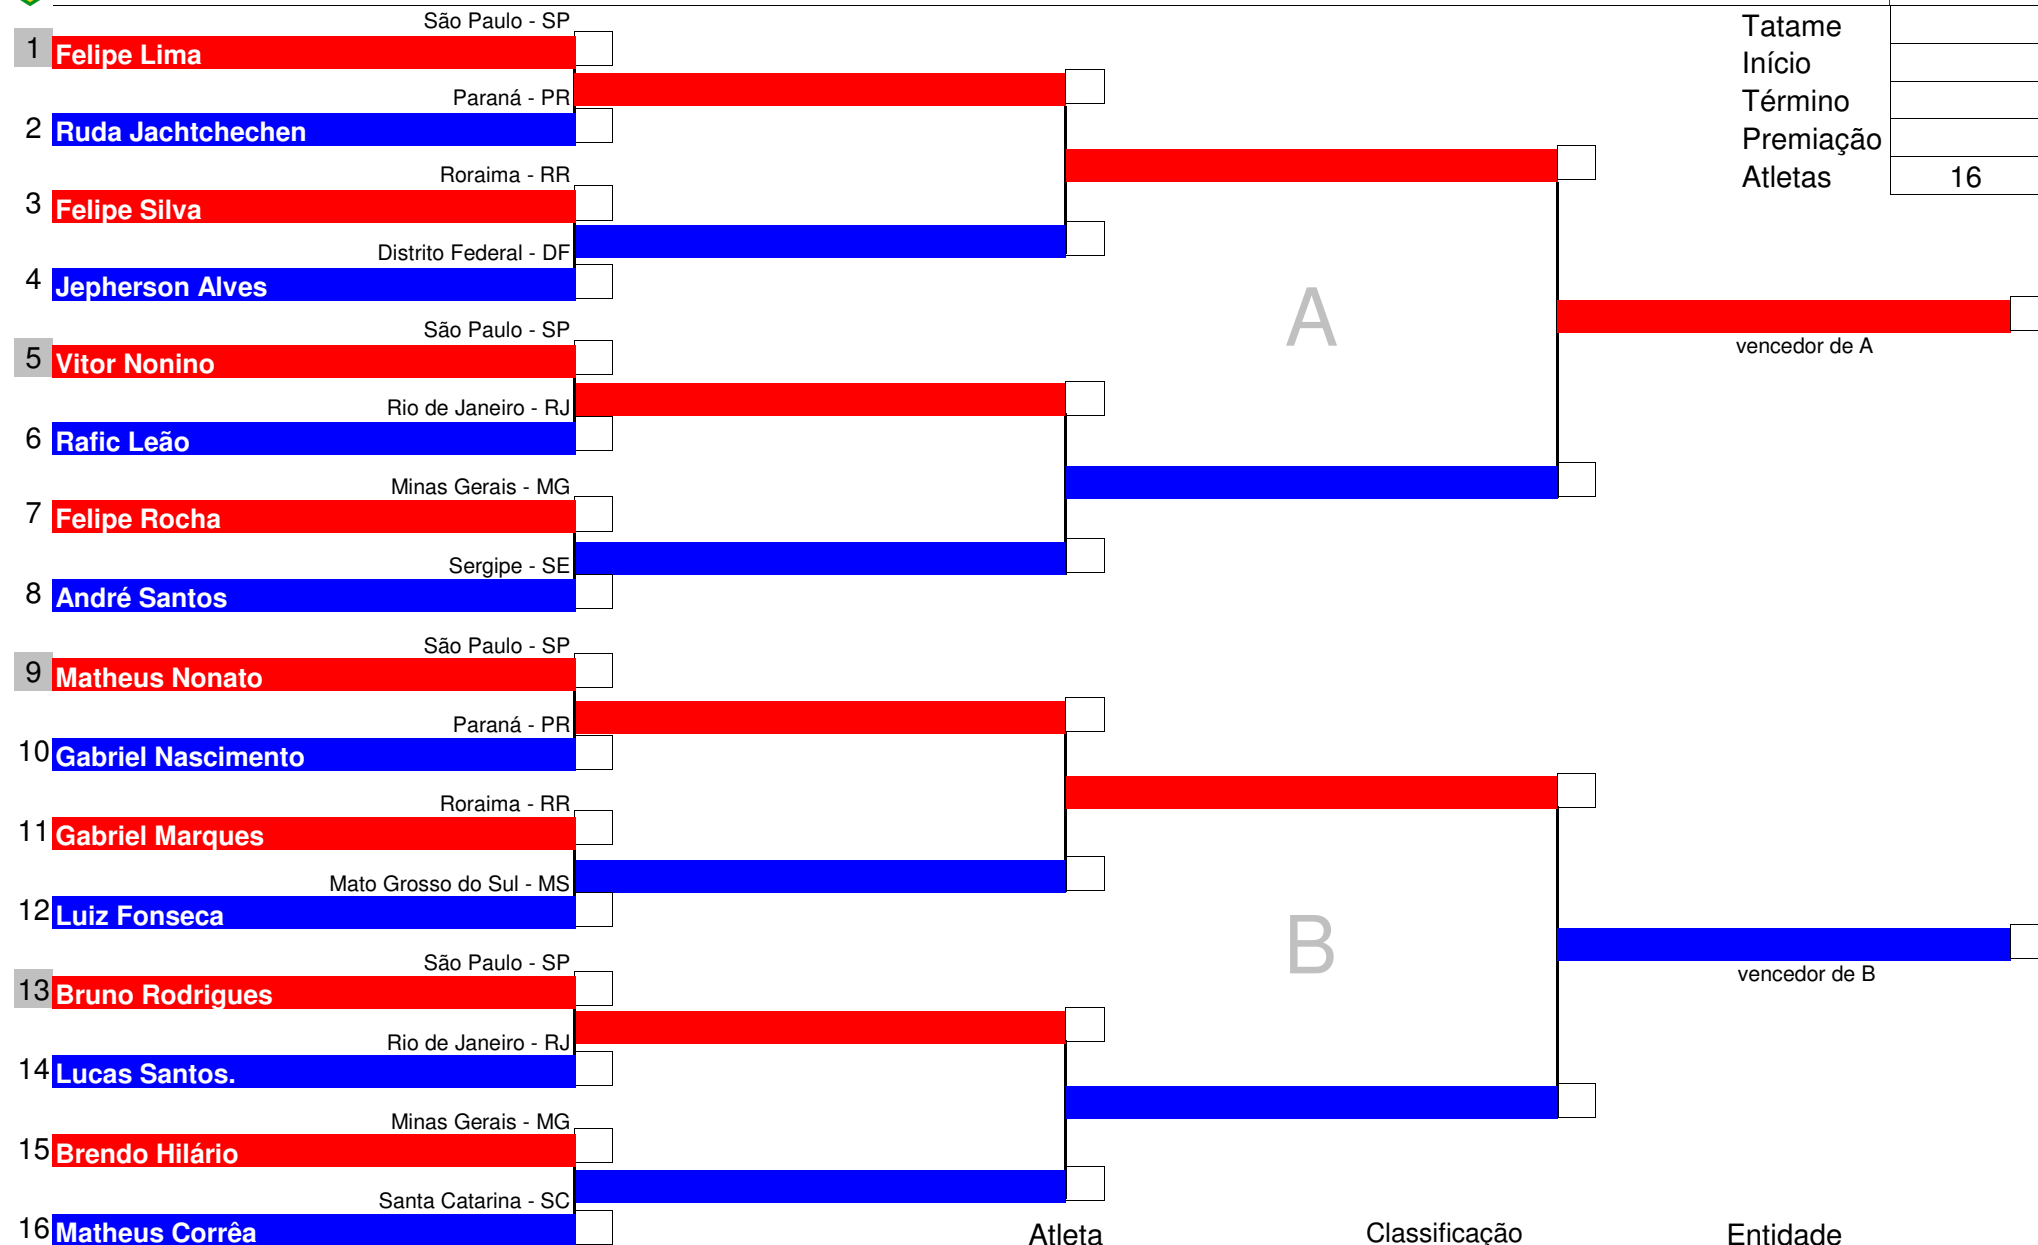 São Paulo - SP
1 Felipe Lima
Paraná - PR
2 Ruda Jachtchechen
Roraima - RR
3 Felipe Silva
Distrito Federal - DF
4 Jepherson Alves
São Paulo - SP
5 Vitor Nonino
Rio de Janeiro - RJ
6 Rafic Leão
Minas Gerais - MG
7 Felipe Rocha
Sergipe - SE
8 André Santos
São Paulo - SP
9 Matheus Nonato
Paraná - PR
10 Gabriel Nascimento
Roraima - RR
11 Gabriel Marques
Mato Grosso do Sul - MS
12 Luiz Fonseca
São Paulo - SP
13 Bruno Rodrigues
Rio de Janeiro - RJ
14 Lucas Santos.
Minas Gerais - MG
15 Brendo Hilário
Santa Catarina - SC
16 Matheus Corrêa
A
B
Tatame
Início
Término
Premiação
Atletas 16
vencedor de A
vencedor de B
Atleta Classificação Entidade